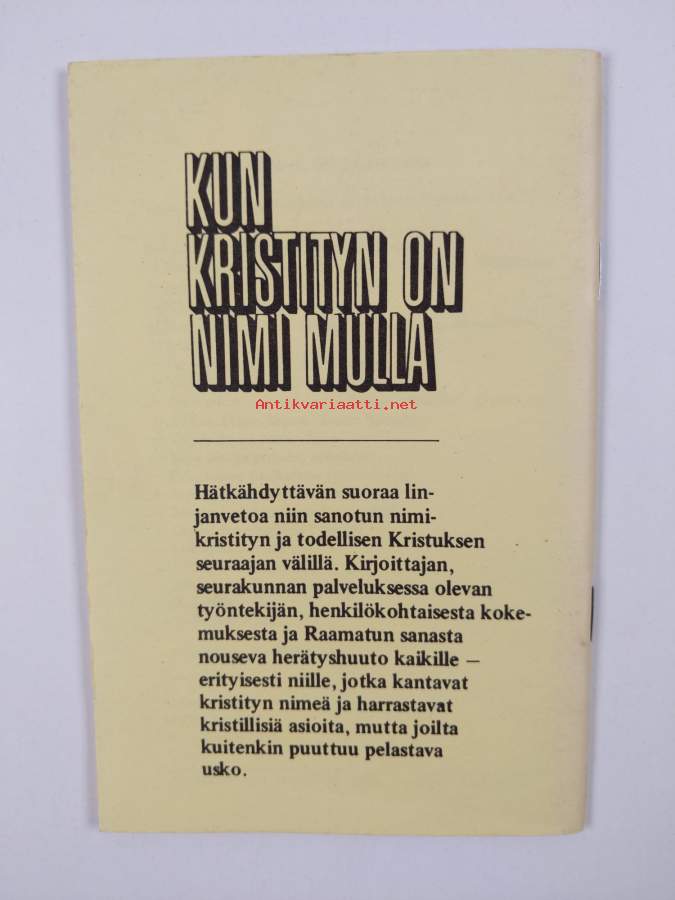 KUN
KRISTITYN ON
NIMI MULLA
Antikvariaatti.net
Hätkähdyttävän suoraa lin-
janvetoa niin sanotun nimi-
kristityn ja todellisen Kristuksen
seuraajan välillä. Kirjoittajan,
seurakunnan palveluksessa olevan
työntekijän, henkilökohtaisesta koke-
muksesta ja Raamatun sanasta
nouseva herätyshuuto kaikille —
erityisesti niille, jotka kantavat
kristityn nimeä ja harrastavat
kristillisiä asioita, mutta joilta
kuitenkin puuttuu pelastava
usko.